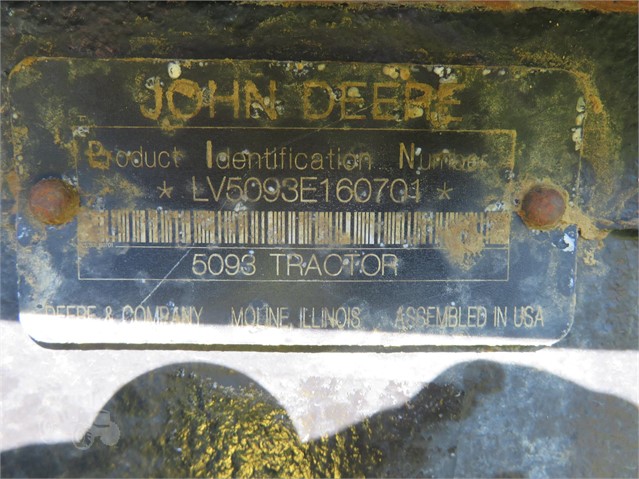 JOHN DEERE
Product Identification Number
* LV5093E160701 *
5093 TRACTOR
DEERE & COMPANY MOLINE, ILLINOIS ASSEMBLED IN USA